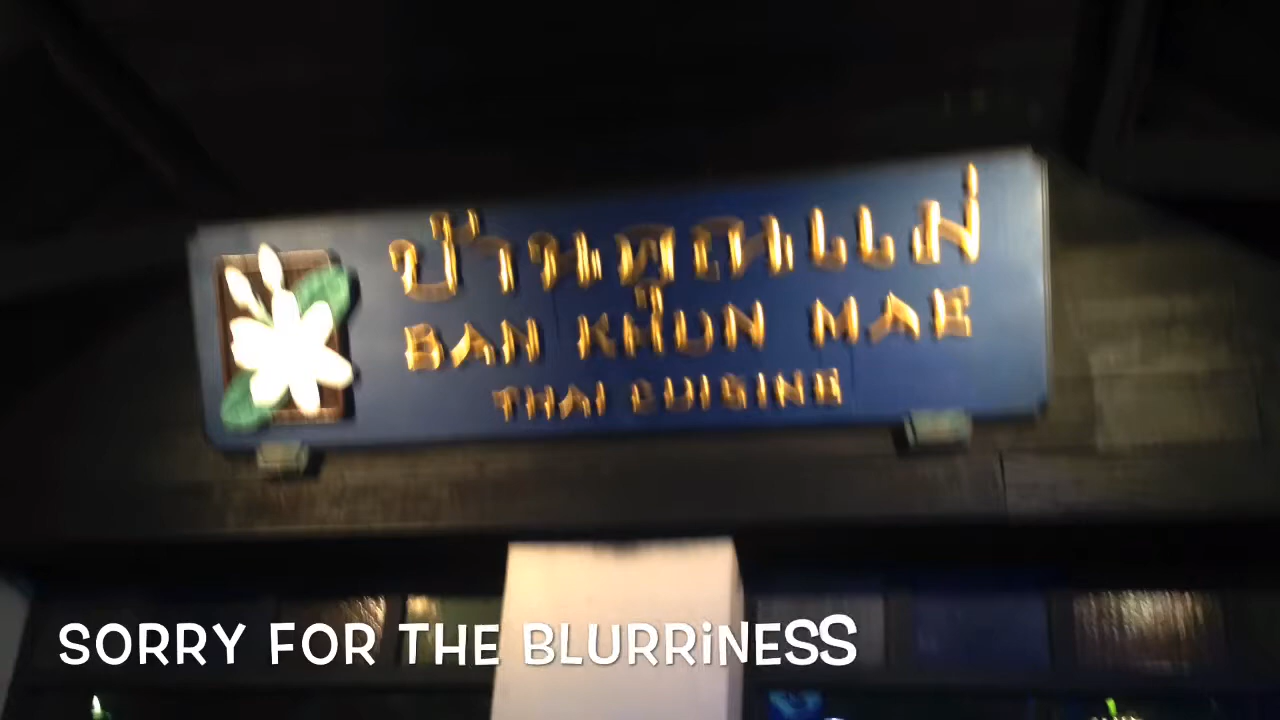 บ้านคุณแม่
BAN KHUN MAE
THAI CUISINE
SORRY FOR THE BLURRINESS